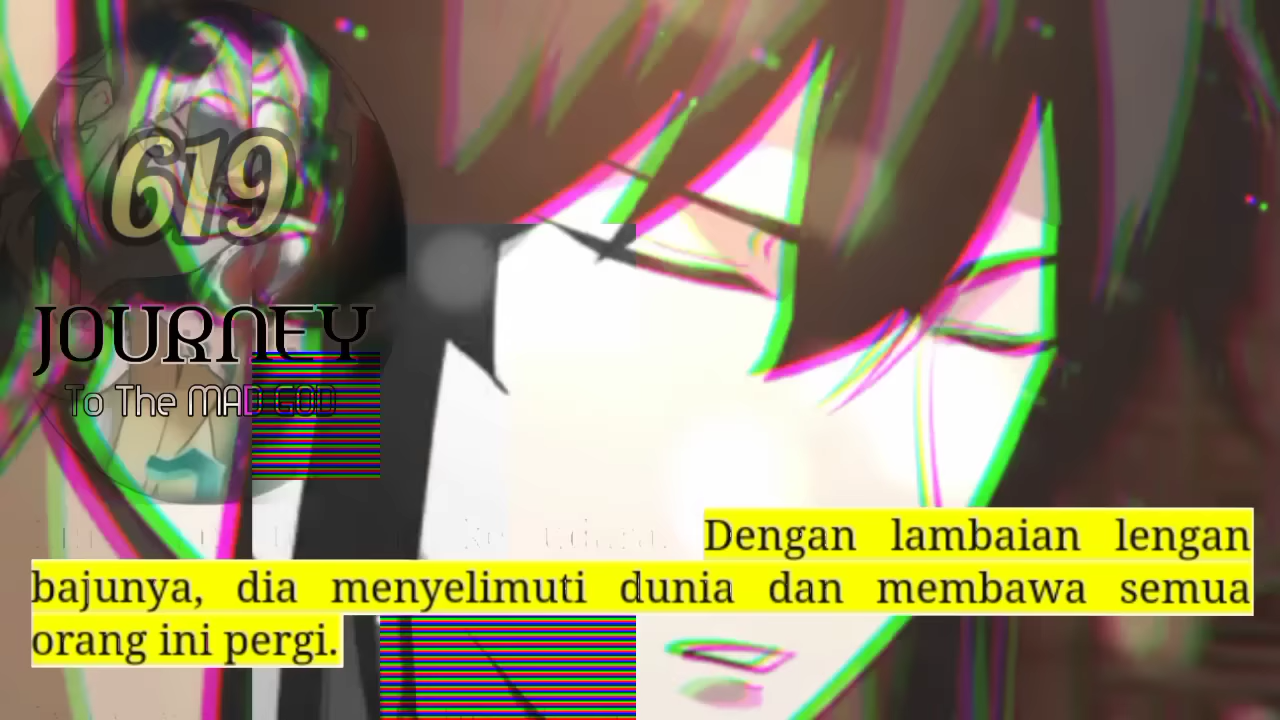 619
JOURNEY
To The MAD GOD
Dengan lambaian lengan
bajunya, dia menyelimuti dunia dan membawa semua
orang ini pergi.